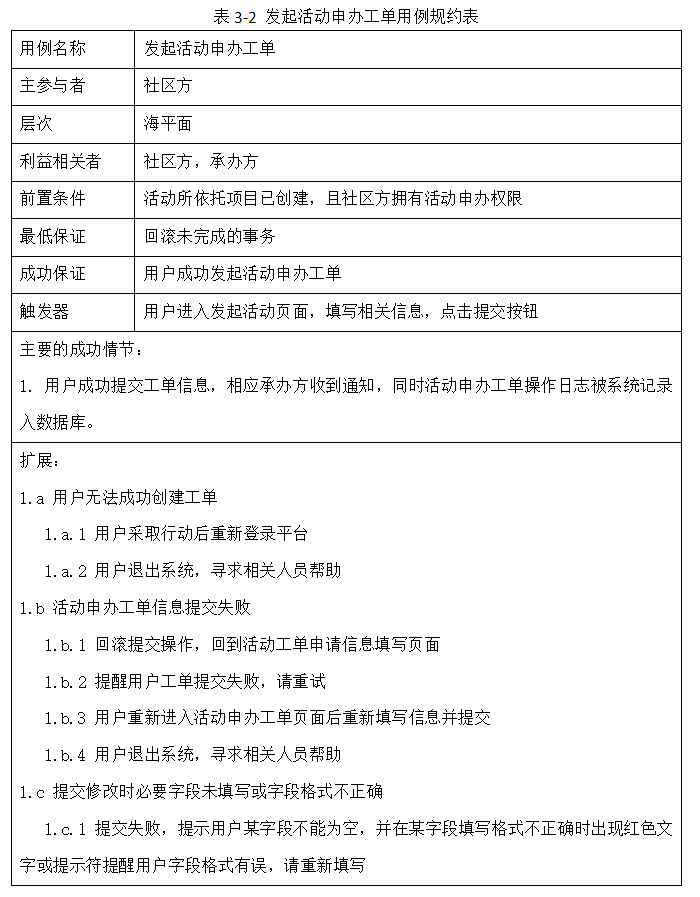 表 3-2 发起活动申办工单用例规约表
用例名称 发起活动申办工单
主参与者 社区方
层次 海平面
利益相关者 社区方，承办方
前置条件 活动所依托项目已创建，且社区方拥有活动申办权限
最低保证 回滚未完成的事务
成功保证 用户成功发起活动申办工单
触发器 用户进入发起活动页面，填写相关信息，点击提交按钮
主要的成功情节：
1. 用户成功提交工单信息，相应承办方收到通知，同时活动申办工单操作日志被系统记录
入数据库。
扩展：
1.a 用户无法成功创建工单
1.a.1 用户采取行动后重新登录平台
1.a.2 用户退出系统，寻求相关人员帮助
1.b 活动申办工单信息提交失败
1.b.1 回滚提交操作，回到活动工单申请信息填写页面
1.b.2 提醒用户工单提交失败，请重试
1.b.3 用户重新进入活动申办工单页面后重新填写信息并提交
1.b.4 用户退出系统，寻求相关人员帮助
1.c 提交修改时必要字段未填写或字段格式不正确
1.c.1 提交失败，提示用户某字段不能为空，并在某字段填写格式不正确时出现红色文
字或提示符提醒用户字段格式有误，请重新填写